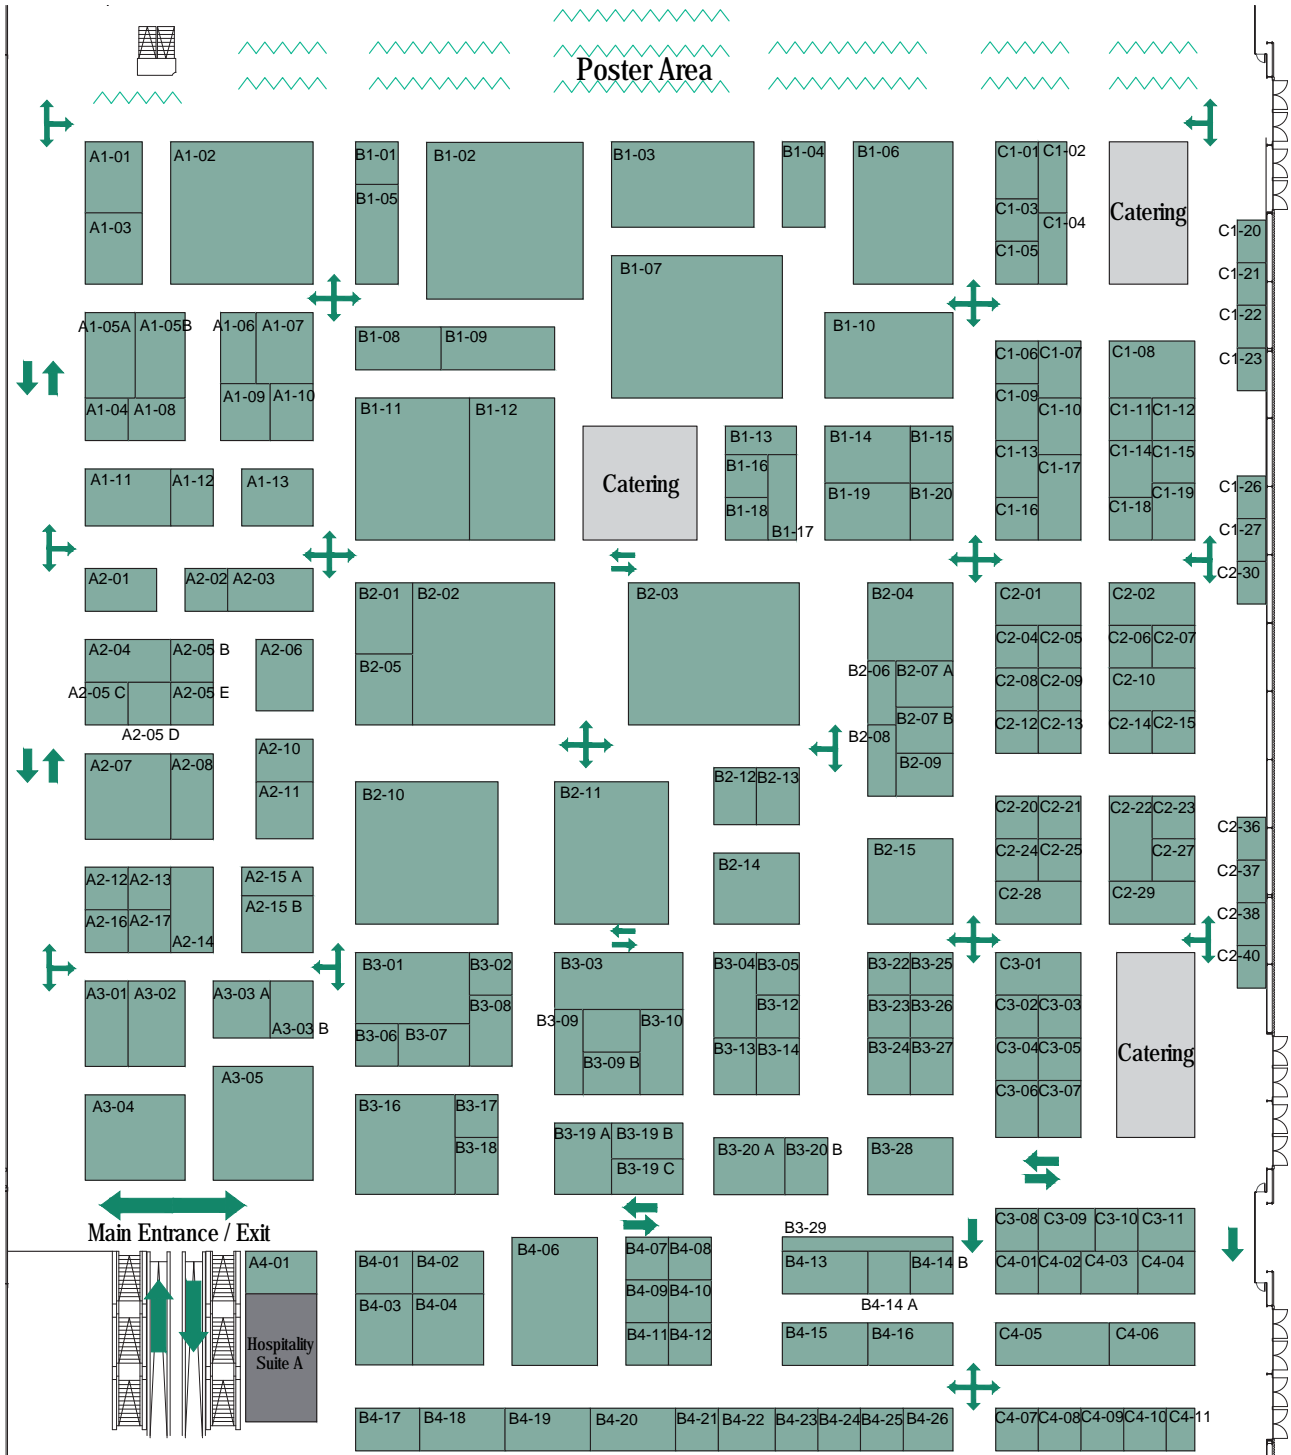 Poster Area
A1-01
A1-02
B1-01
B1-02
B1-03
B1-04
B1-06
C1-01
C1-02
B1-05
Catering
C1-03
A1-03
C1-04
C1-20
C1-05
B1-07
C1-21
A1-05A
A1-05B
A1-06
A1-07
B1-08
B1-09
B1-10
C1-22
C1-06
C1-07
C1-08
C1-23
A1-09
A1-10
C1-09
A1-04
A1-08
B1-11
B1-12
C1-10
C1-11
C1-12
B1-13
B1-14
B1-15
C1-13
C1-14
C1-15
B1-16
C1-17
A1-11
A1-12
A1-13
Catering
C1-26
B1-19
B1-20
C1-19
B1-18
C1-16
C1-18
B1-17
C1-27
A2-01
A2-02
A2-03
C2-30
B2-01
B2-02
B2-03
B2-04
C2-01
C2-02
C2-04
C2-05
C2-06
C2-07
A2-04
A2-05 B
A2-06
B2-05
B2-06
B2-07 A
C2-08
C2-09
C2-10
A2-05 C
A2-05 E
B2-07 B
C2-12
C2-13
C2-14
C2-15
A2-05 D
B2-08
A2-10
A2-07
A2-08
B2-09
B2-12
B2-13
A2-11
B2-10
B2-11
C2-20
C2-21
C2-22
C2-23
C2-36
C2-24
C2-25
C2-27
B2-14
B2-15
C2-37
A2-12
A2-13
A2-15 A
C2-28
C2-29
A2-16
A2-17
A2-15 B
C2-38
A2-14
C2-40
B3-01
B3-02
B3-03
B3-04
B3-05
B3-22
B3-25
C3-01
A3-01
A3-02
A3-03 A
B3-08
B3-12
B3-23
B3-26
C3-02
C3-03
A3-03 B
B3-06
B3-07
B3-09
B3-10
Catering
B3-13
B3-14
B3-24
B3-27
C3-04
C3-05
B3-09 B
A3-05
C3-06
C3-07
A3-04
B3-16
B3-17
B3-19 A
B3-19 B
B3-18
B3-20 A
B3-20 B
B3-28
B3-19 C
C3-08
C3-09
C3-10
C3-11
B3-29
Main Entrance / Exit
B4-06
B4-07
B4-08
A4-01
B4-01
B4-02
B4-13
B4-14 B
C4-01
C4-02
C4-03
C4-04
B4-09
B4-10
B4-03
B4-04
B4-14 A
B4-11
B4-12
B4-15
B4-16
C4-05
C4-06
Hospitality
Suite A
B4-17
B4-18
B4-19
B4-20
B4-21
B4-22
B4-23
B4-24
B4-25
B4-26
C4-07
C4-08
C4-09
C4-10
C4-11